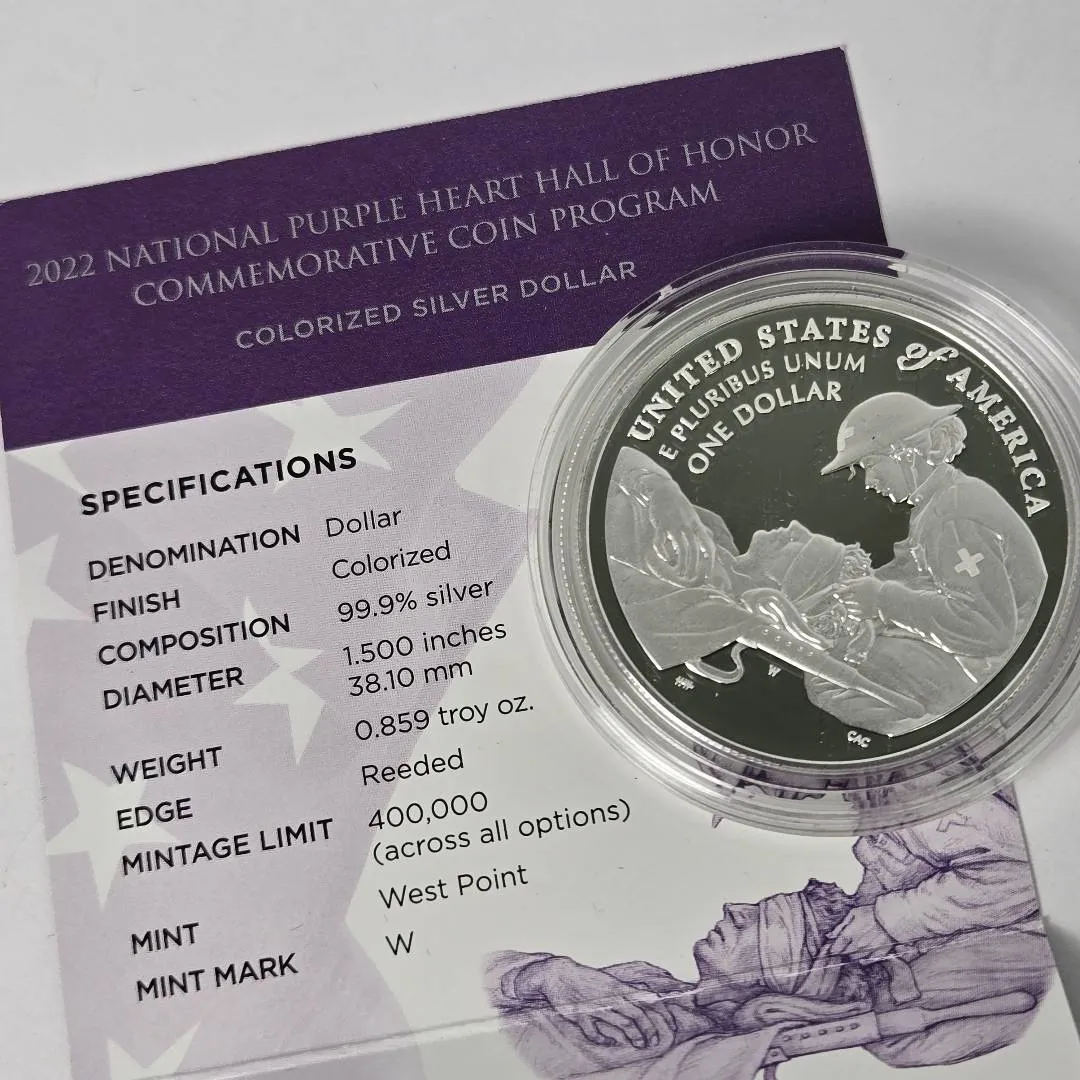 2022 NATIONAL PURPLE HEART HALL OF HONOR
COMMEMORATIVE COIN PROGRAM
COLORIZED SILVER DOLLAR
SPECIFICATIONS
DENOMINATION Dollar
FINISH Colorized
COMPOSITION 99.9% silver
DIAMETER 1.500 inches
38.10 mm
WEIGHT 0.859 troy oz.
EDGE Reeded
MINTAGE LIMIT 400,000
(across all options)
MINT West Point
MINT MARK W
UNITED STATES of AMERICA
E PLURIBUS UNUM
ONE DOLLAR
W
CAC